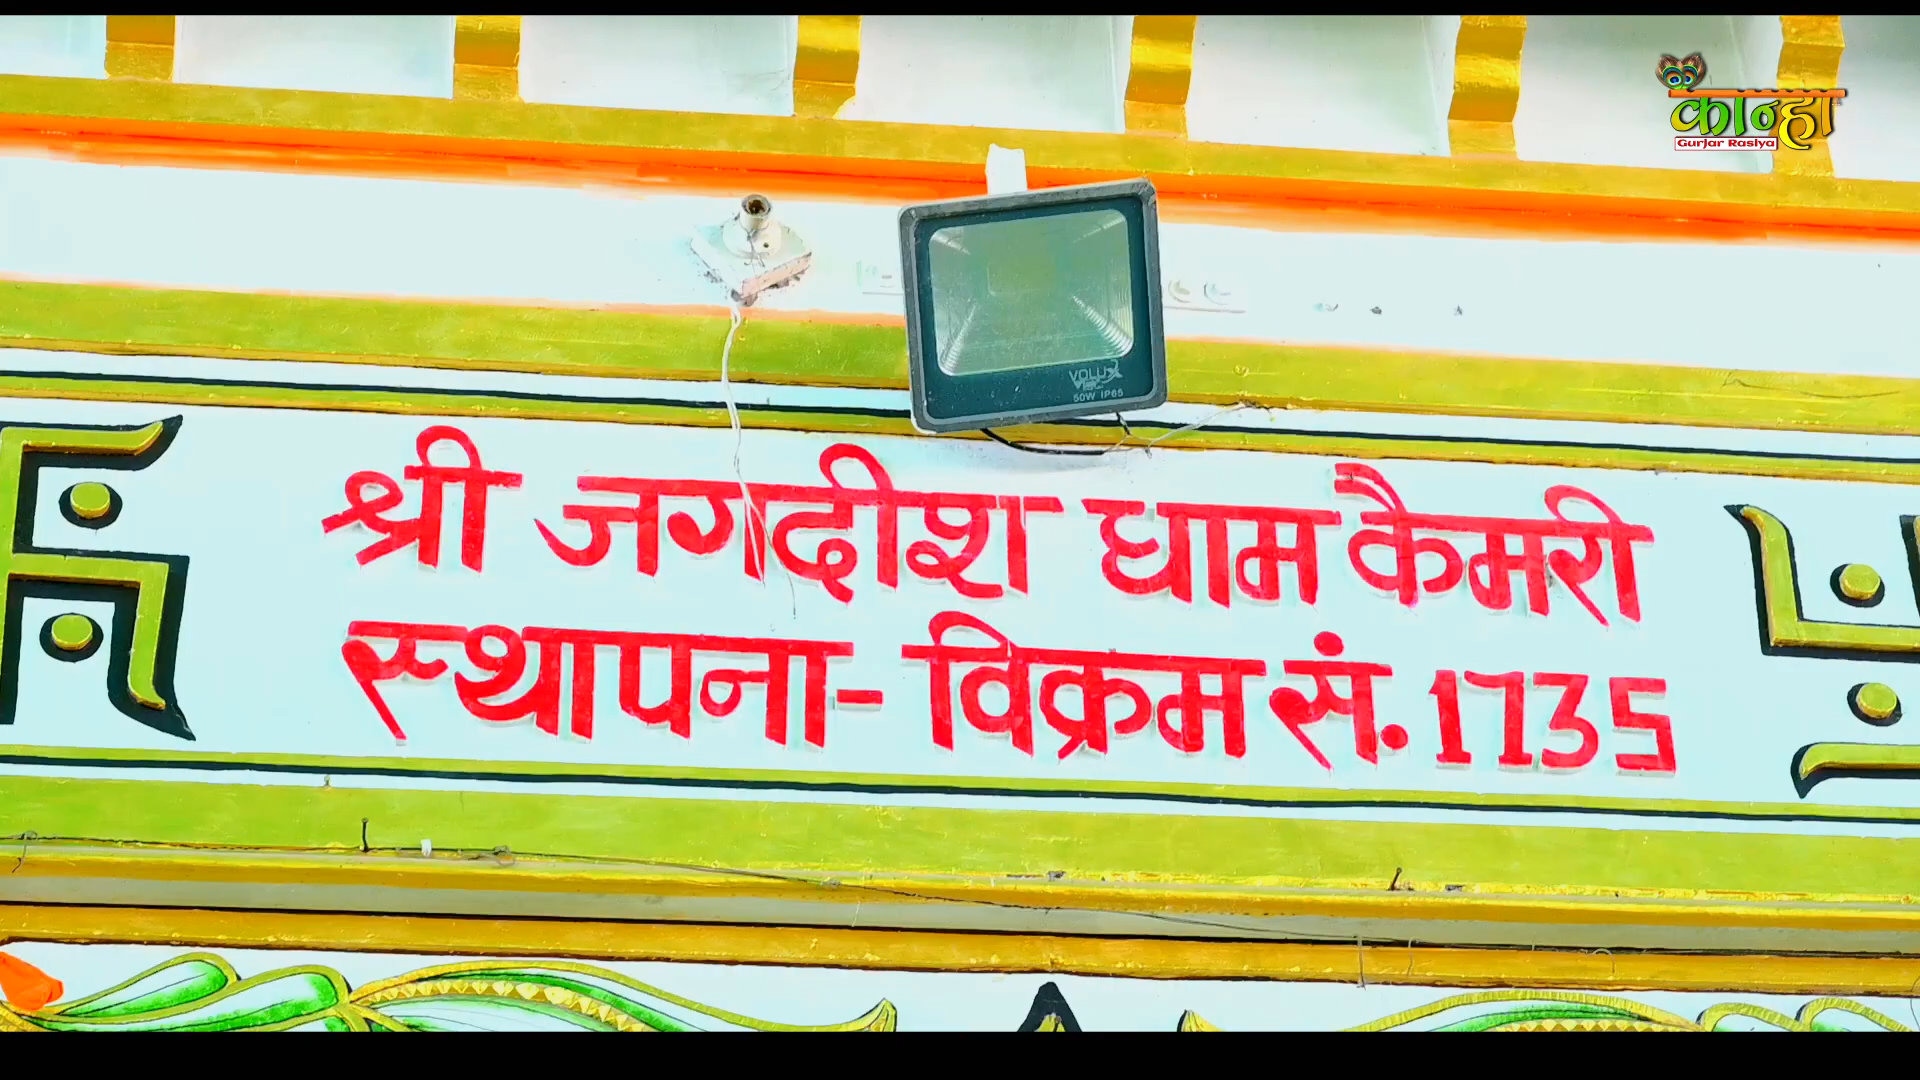 कान्हा
Gurjar Rasiya
VOLUX
50W IP65
श्री जगदीश धाम कैमरी
स्थापना- विक्रम सं. 1735